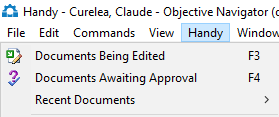 Handy - Curelea, Claude - Objective Navigator (
File Edit Commands View Handy Window
Documents Being Edited F3
Documents Awaiting Approval F4
Recent Documents >